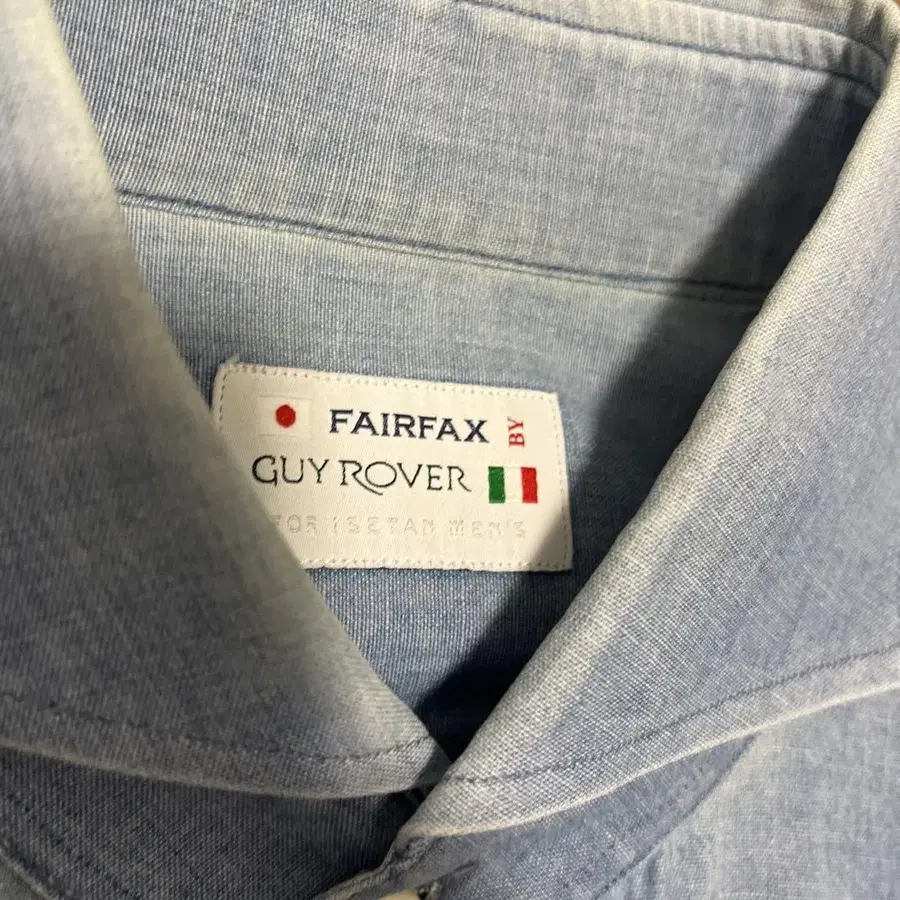 FAIRFAX BY
GUY ROVER
FOR ISETAN MEN'S